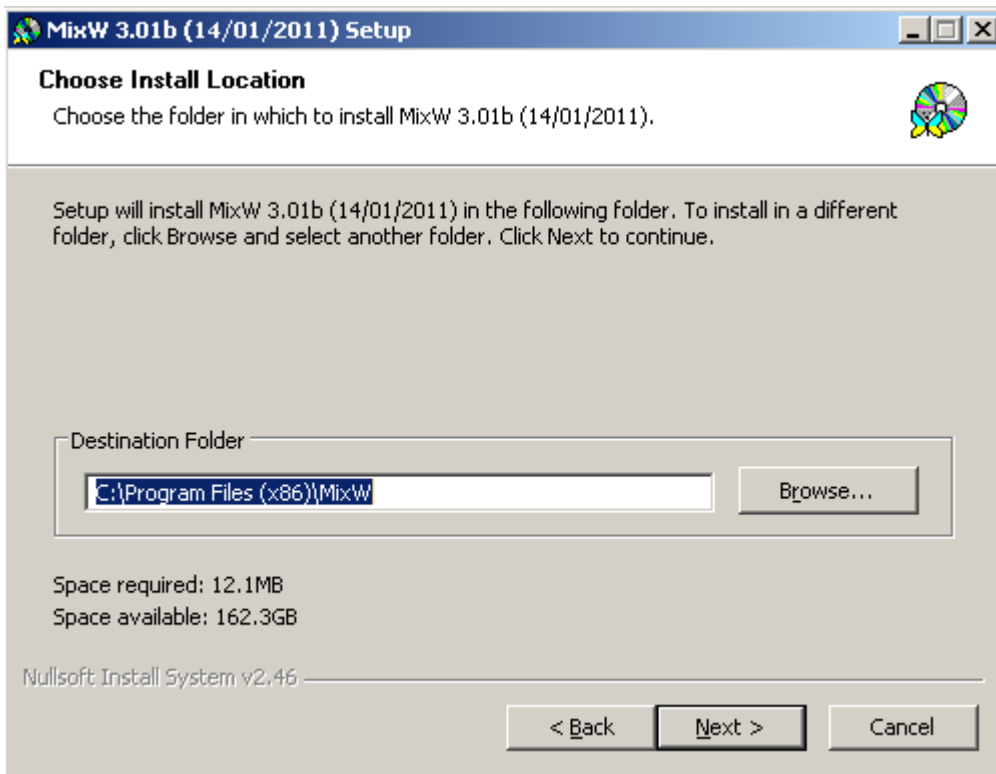 MixW 3.01b (14/01/2011) Setup
Choose Install Location
Choose the folder in which to install MixW 3.01b (14/01/2011).
Setup will install MixW 3.01b (14/01/2011) in the following folder. To install in a different
folder, click Browse and select another folder. Click Next to continue.
Destination Folder
C:\Program Files (x86)\MixW
Browse...
Space required: 12.1MB
Space available: 162.3GB
Nullsoft Install System v2.46
< Back
Next >
Cancel